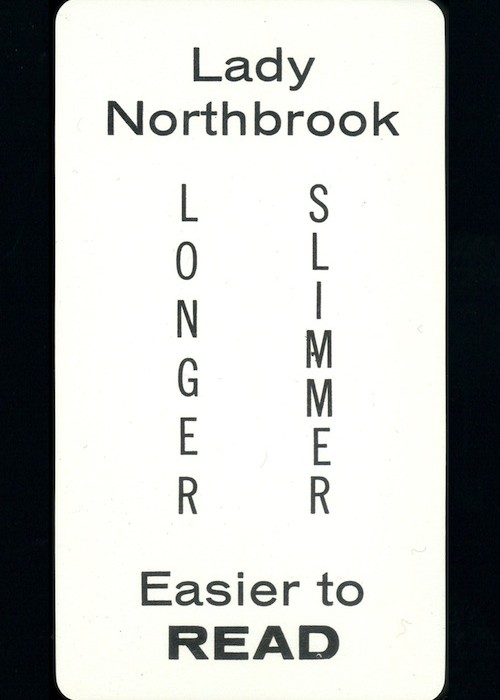 Lady
Northbrook
LONGER
SLIMMER
Easier to
READ